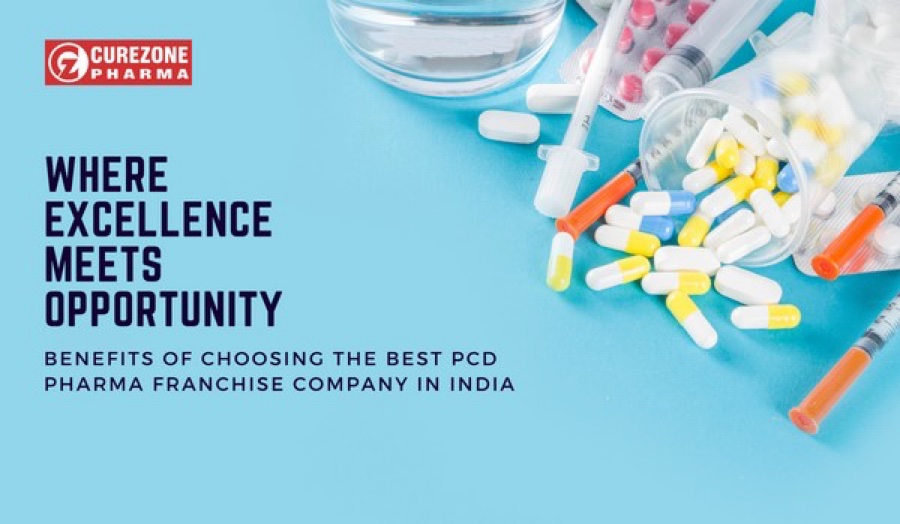 CUREZONE
PHARMA
WHERE
EXCELLENCE
MEETS
OPPORTUNITY
BENEFITS OF CHOOSING THE BEST PCD
PHARMA FRANCHISE COMPANY IN INDIA